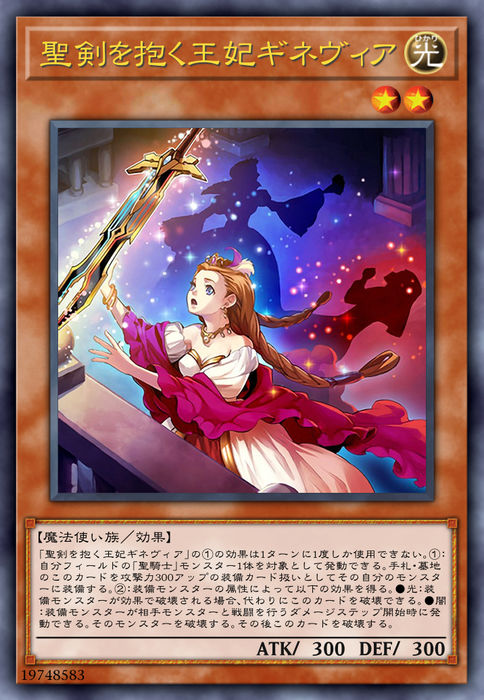 聖剣を抱く王妃ギネヴィア
ひかり
光
【魔法使い族／効果】
「聖剣を抱く王妃ギネヴィア」の①の効果は1ターンに1度しか使用できない。①：
自分フィールドの「聖騎士」モンスター1体を対象として発動できる。手札・墓地
のこのカードを攻撃力300アップの装備カード扱いとしてその自分のモンスター
に装備する。②：装備モンスターの属性によって以下の効果を得る。●光：装
備モンスターが効果で破壊される場合、代わりにこのカードを破壊できる。●闇
：装備モンスターが相手モンスターと戦闘を行うダメージステップ開始時に発
動できる。そのモンスターを破壊する。その後このカードを破壊する。
ATK/ 300 DEF/ 300
19748583